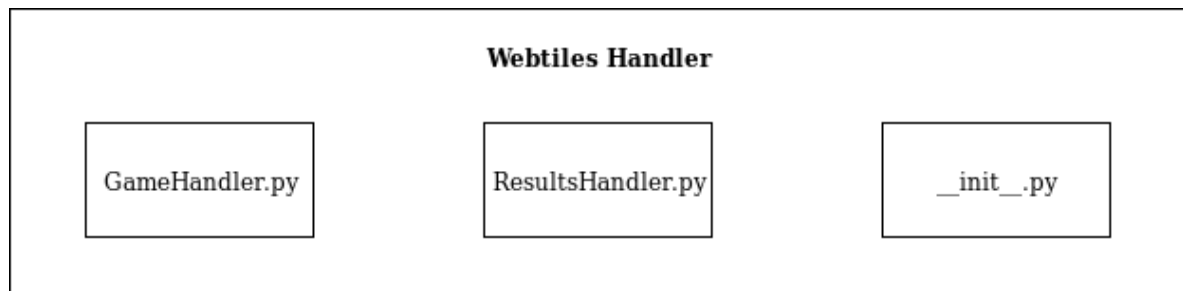 Webtiles Handler
GameHandler.py
ResultsHandler.py
__init__.py